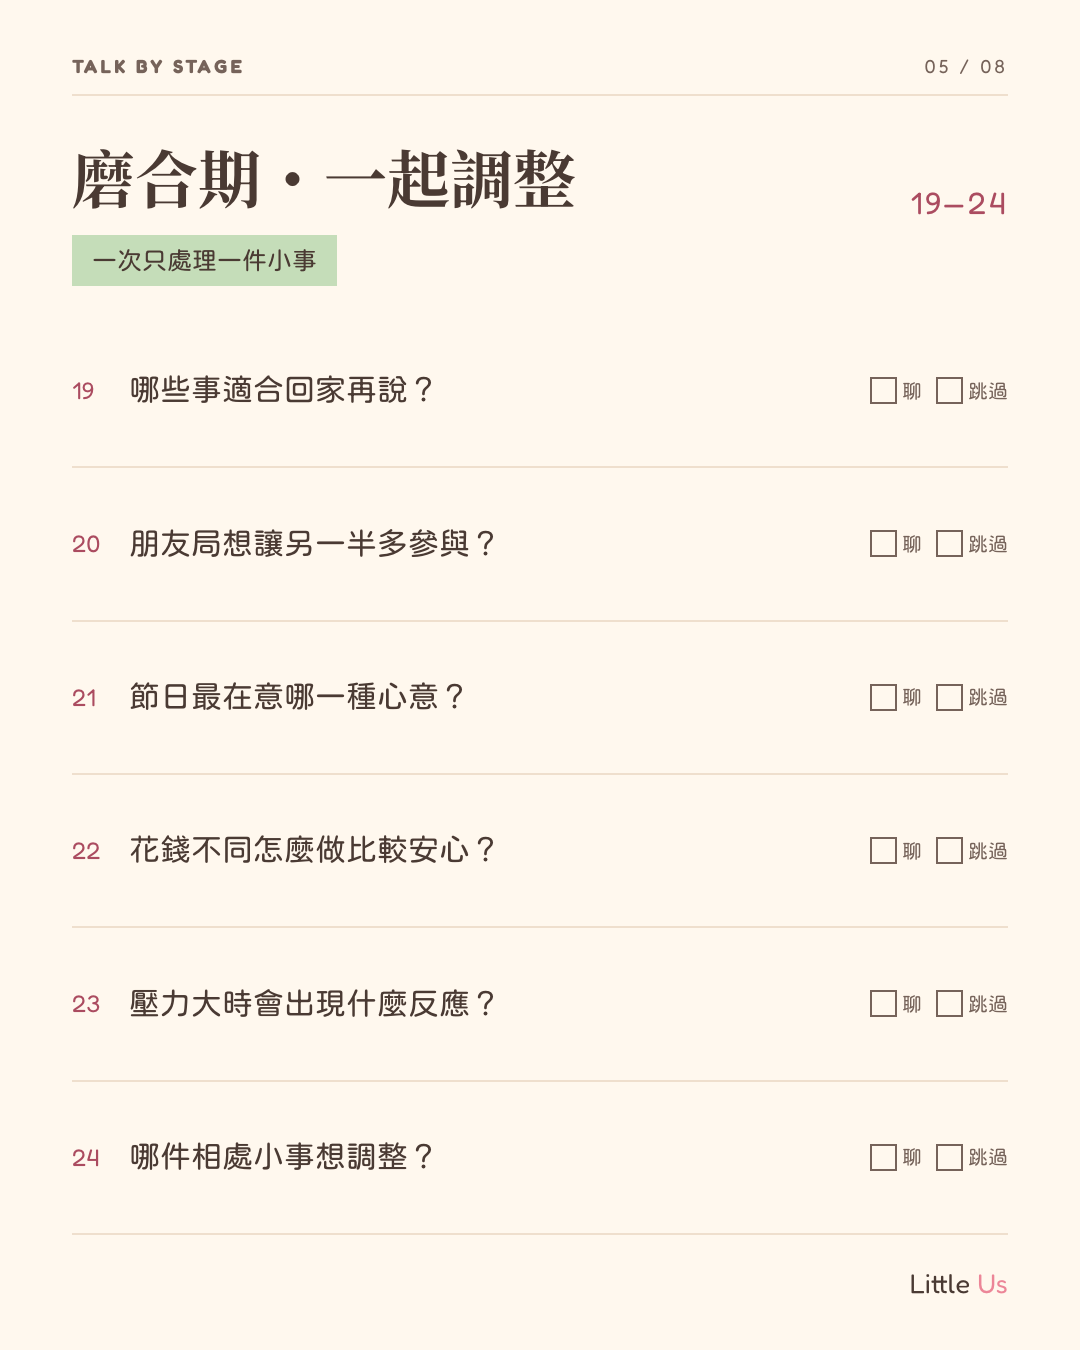 TALK BY STAGE 05 / 08
磨合期・一起調整 19–24
一次只處理一件小事
19 哪些事適合回家再說？ 聊 跳過
20 朋友局想讓另一半多參與？ 聊 跳過
21 節日最在意哪一種心意？ 聊 跳過
22 花錢不同怎麼做比較安心？ 聊 跳過
23 壓力大時會出現什麼反應？ 聊 跳過
24 哪件相處小事想調整？ 聊 跳過
Little Us